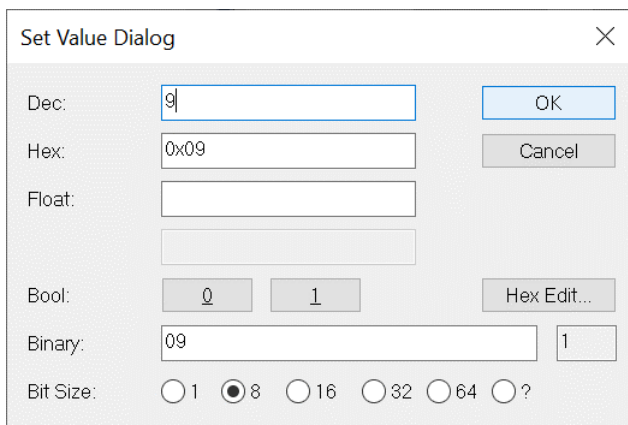 Set Value Dialog
Dec: 9 OK
Hex: 0x09 Cancel
Float:
Bool: 0 1 Hex Edit...
Binary: 09 1
Bit Size: 1 8 16 32 64 ?